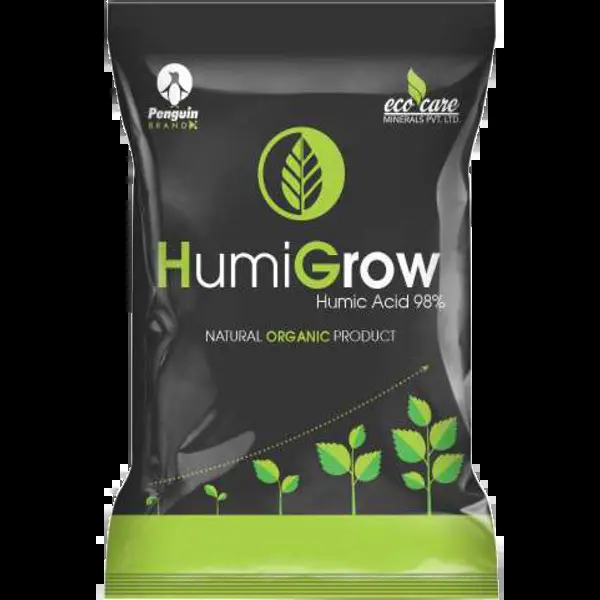 Penguin
BRAND
eco care
MINERALS PVT. LTD.
HumiGrow
Humic Acid 98%
NATURAL ORGANIC PRODUCT